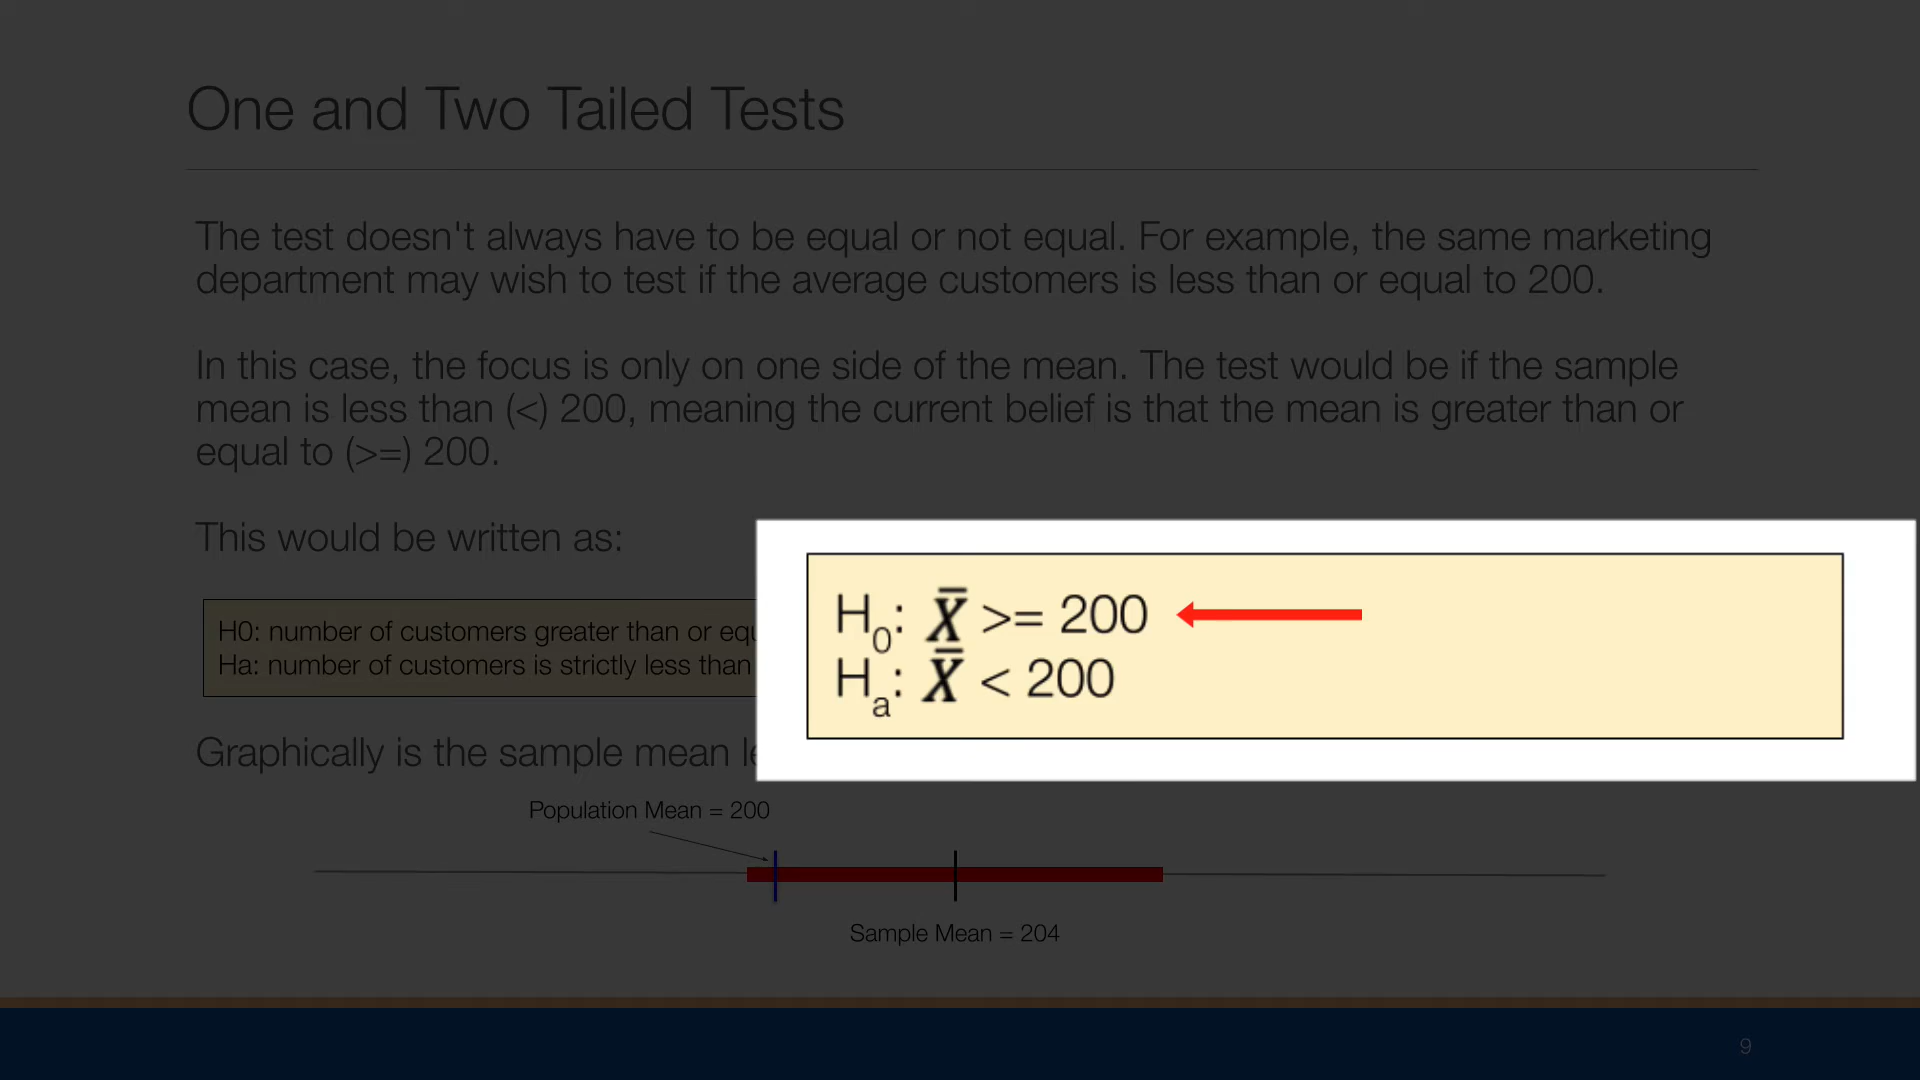 One and Two Tailed Tests
The test doesn't always have to be equal or not equal. For example, the same marketing
department may wish to test if the average customers is less than or equal to 200.
In this case, the focus is only on one side of the mean. The test would be if the sample
mean is less than (<) 200, meaning the current belief is that the mean is greater than or
equal to (>=) 200.
This would be written as:
H0: number of customers greater than or
Ha: number of customers is strictly less than
H₀: X̄ >= 200
Hₐ: X̄ < 200
Graphically is the sample mean
Population Mean = 200
Sample Mean = 204
9